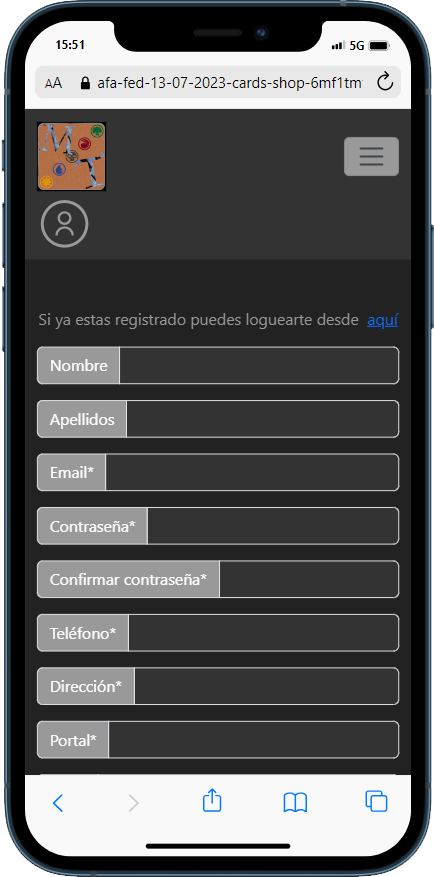 15:51
5G
AA afa-fed-13-07-2023-cards-shop-6mf1tm
M
T
Si ya estas registrado puedes loguearte desde aquí
Nombre
Apellidos
Email*
Contraseña*
Confirmar contraseña*
Teléfono*
Dirección*
Portal*